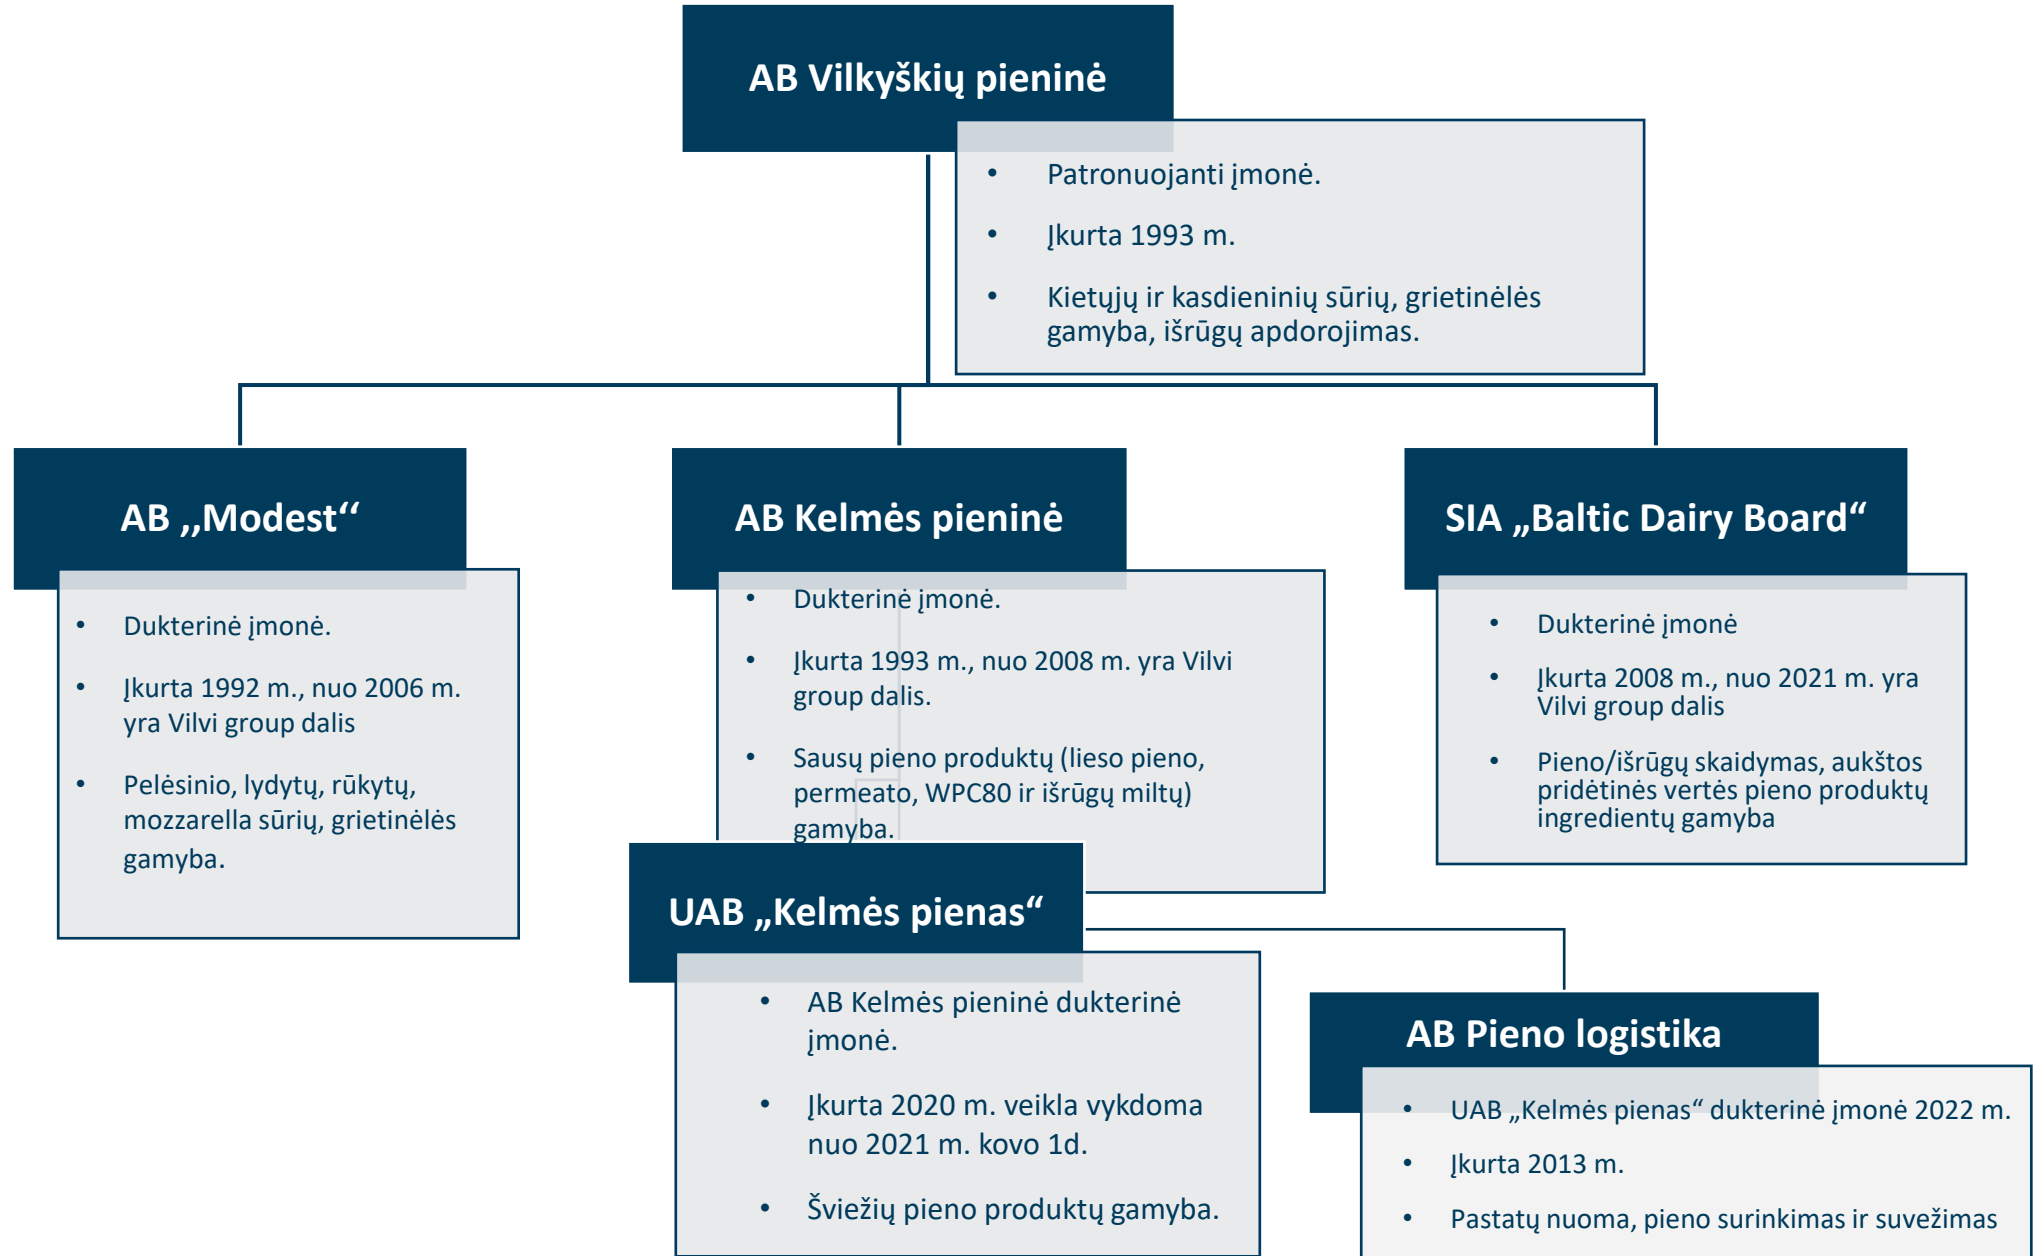 AB Vilkyškių pieninė
• Patronuojanti įmonė.
• Įkurta 1993 m.
• Kietųjų ir kasdieninių sūrių, grietinėlės
gamyba, išrūgų apdorojimas.
AB ,,Modest‘‘
• Dukterinė įmonė.
• Įkurta 1992 m., nuo 2006 m.
yra Vilvi group dalis
• Pelėsinio, lydytų, rūkytų,
mozzarella sūrių, grietinėlės
gamyba.
AB Kelmės pieninė
• Dukterinė įmonė.
• Įkurta 1993 m., nuo 2008 m. yra Vilvi
group dalis.
• Sausų pieno produktų (lieso pieno,
permeato, WPC80 ir išrūgų miltų)
gamyba.
SIA „Baltic Dairy Board“
• Dukterinė įmonė
• Įkurta 2008 m., nuo 2021 m. yra
Vilvi group dalis
• Pieno/išrūgų skaidymas, aukštos
pridėtinės vertės pieno produktų
ingredientų gamyba
UAB „Kelmės pienas“
• AB Kelmės pieninė dukterinė
įmonė.
• Įkurta 2020 m. veikla vykdoma
nuo 2021 m. kovo 1d.
• Šviežių pieno produktų gamyba.
AB Pieno logistika
• UAB „Kelmės pienas“ dukterinė įmonė 2022 m.
• Įkurta 2013 m.
• Pastatų nuoma, pieno surinkimas ir suvežimas